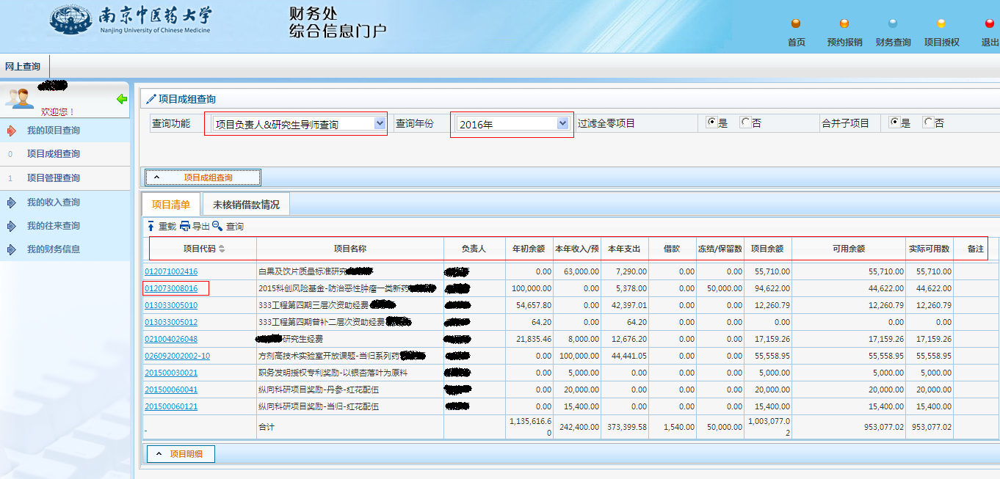 南京中医药大学
Nanjing University of Chinese Medicine
财务处
综合信息门户
首页 预约报销 财务查询 项目授权 退出
网上查询
欢迎您！
我的项目查询
0 项目成组查询
1 项目管理查询
我的收入查询
我的往来查询
我的财务信息
项目成组查询
查询功能 项目负责人&研究生导师查询 查询年份 2016年 过滤全零项目 是 否 合并子项目 是 否
项目成组查询
项目清单 未核销借款情况
重载 导出 查询
项目代码 项目名称 负责人 年初余额 本年收入/预 本年支出 借款 冻结/保留数 项目余额 可用余额 实际可用数 备注
012071002416 白果及饮片质量标准研究 0.00 63,000.00 7,290.00 0.00 0.00 55,710.00 55,710.00 55,710.00
012073008016 2015科创风险基金-防治恶性肿瘤一类新药 100,000.00 0.00 5,378.00 0.00 50,000.00 94,622.00 44,622.00 44,622.00
013033005010 333工程第四期三层次资助经费 54,657.80 0.00 42,397.01 0.00 0.00 12,260.79 12,260.79 12,260.79
013033005012 333工程第四期曾补二层次资助经费 64.20 0.00 64.20 0.00 0.00 0.00 0.00 0.00
021004026048 研究生经费 21,835.46 8,000.00 12,676.20 0.00 0.00 17,159.26 17,159.26 17,159.26
026092002002-10 方剂高技术实验室开放课题-当归系列药 0.00 100,000.00 44,441.05 0.00 0.00 55,558.95 55,558.95 55,558.95
201500030021 职务发明授权专利奖励-以银杏落叶为原料 0.00 5,000.00 0.00 0.00 0.00 5,000.00 5,000.00 5,000.00
201500060041 纵向科研项目奖励-丹参-红花配伍 0.00 20,000.00 0.00 0.00 0.00 20,000.00 20,000.00 20,000.00
201500060121 纵向科研项目奖励-当归-红花配伍 0.00 15,400.00 0.00 0.00 0.00 15,400.00 15,400.00 15,400.00
- 合计 1,135,616.60 242,400.00 373,399.58 1,540.00 50,000.00 1,003,077.02 953,077.02 953,077.02
项目明细